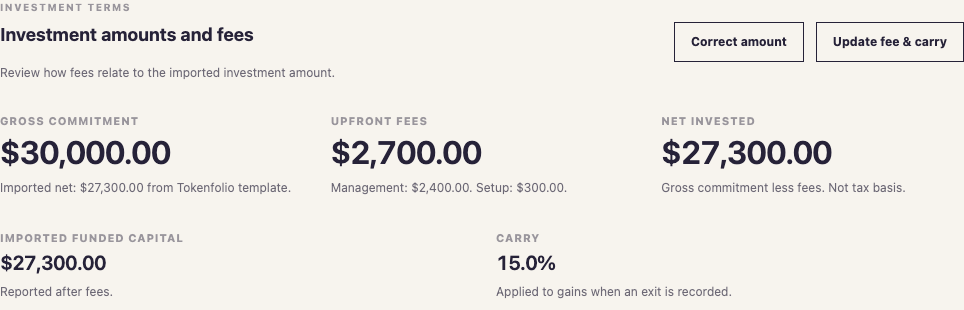 INVESTMENT TERMS
Investment amounts and fees
Correct amount
Update fee & carry
Review how fees relate to the imported investment amount.
GROSS COMMITMENT
$30,000.00
Imported net: $27,300.00 from Tokenfolio template.
UPFRONT FEES
$2,700.00
Management: $2,400.00. Setup: $300.00.
NET INVESTED
$27,300.00
Gross commitment less fees. Not tax basis.
IMPORTED FUNDED CAPITAL
$27,300.00
Reported after fees.
CARRY
15.0%
Applied to gains when an exit is recorded.